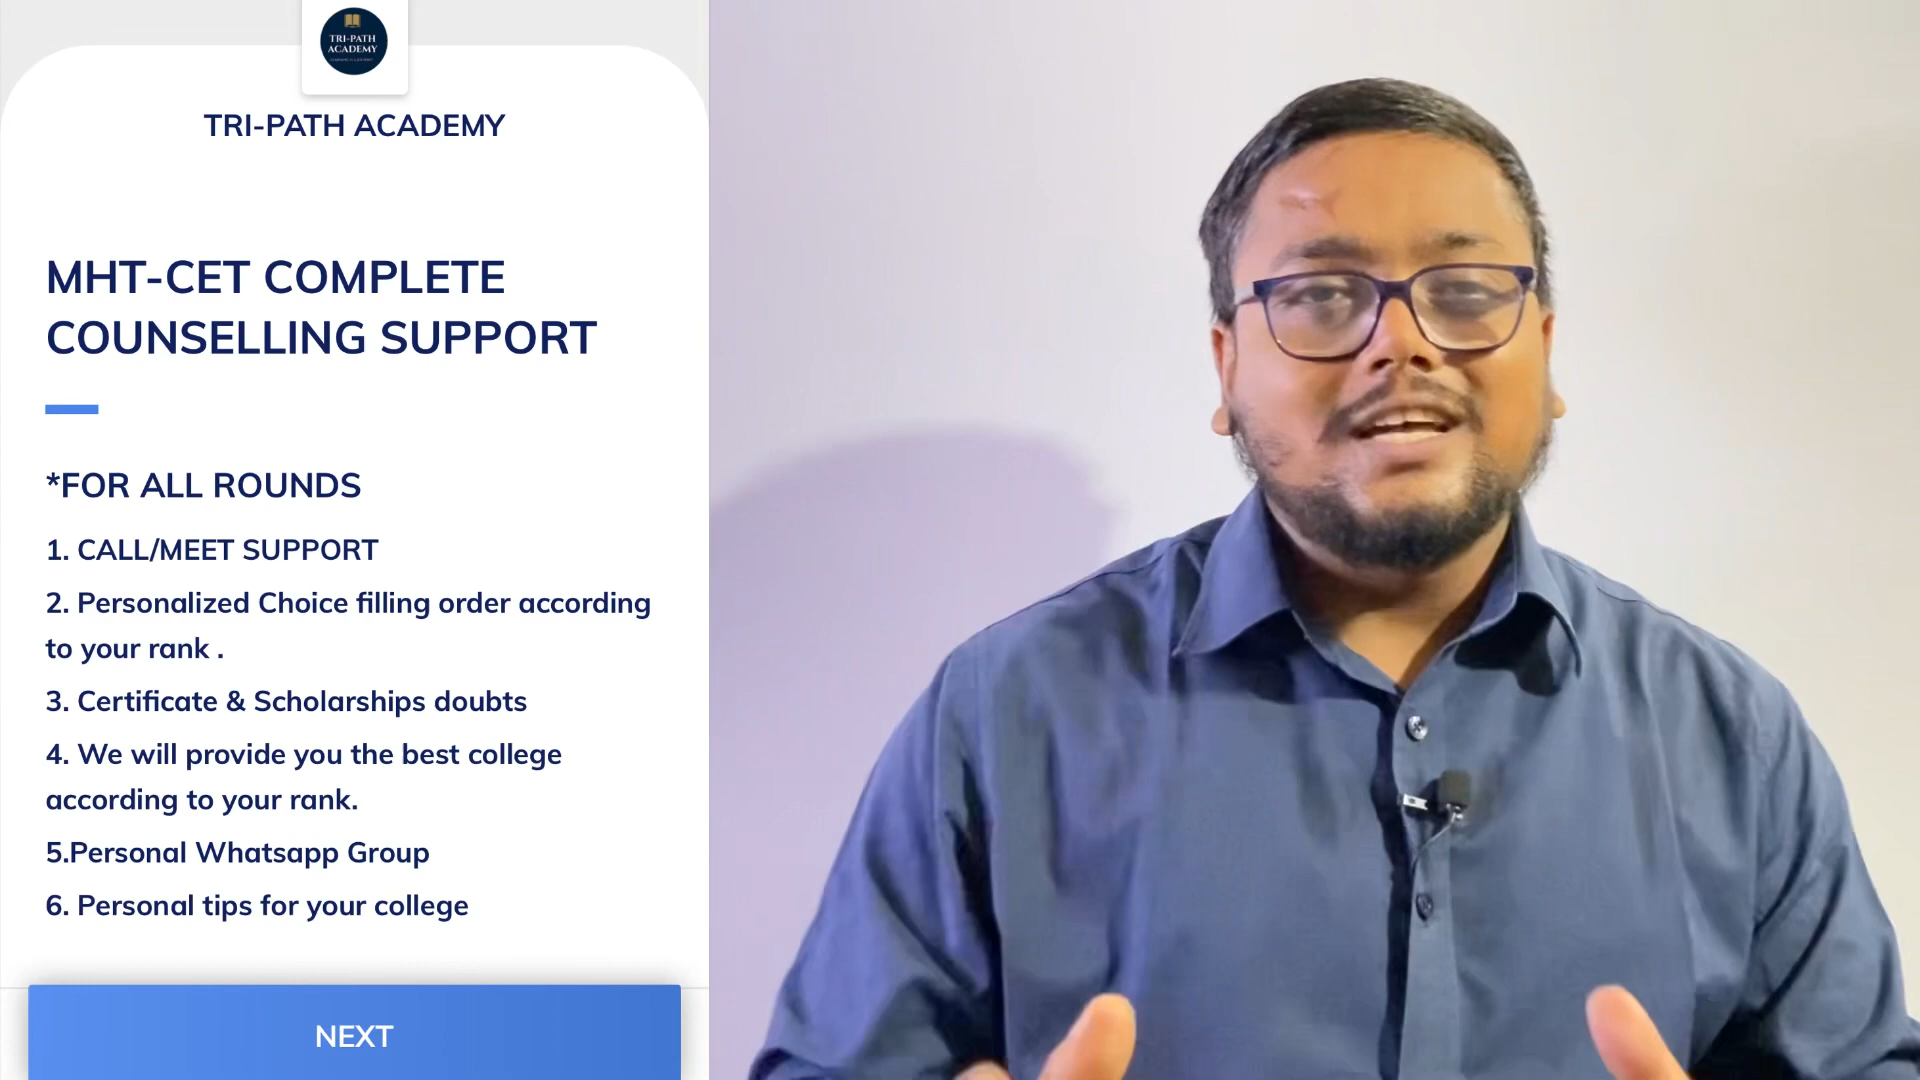 TRI-PATH
ACADEMY
TRI-PATH ACADEMY
MHT-CET COMPLETE
COUNSELLING SUPPORT
*FOR ALL ROUNDS
1. CALL/MEET SUPPORT
2. Personalized Choice filling order according
to your rank .
3. Certificate & Scholarships doubts
4. We will provide you the best college
according to your rank.
5.Personal Whatsapp Group
6. Personal tips for your college
NEXT